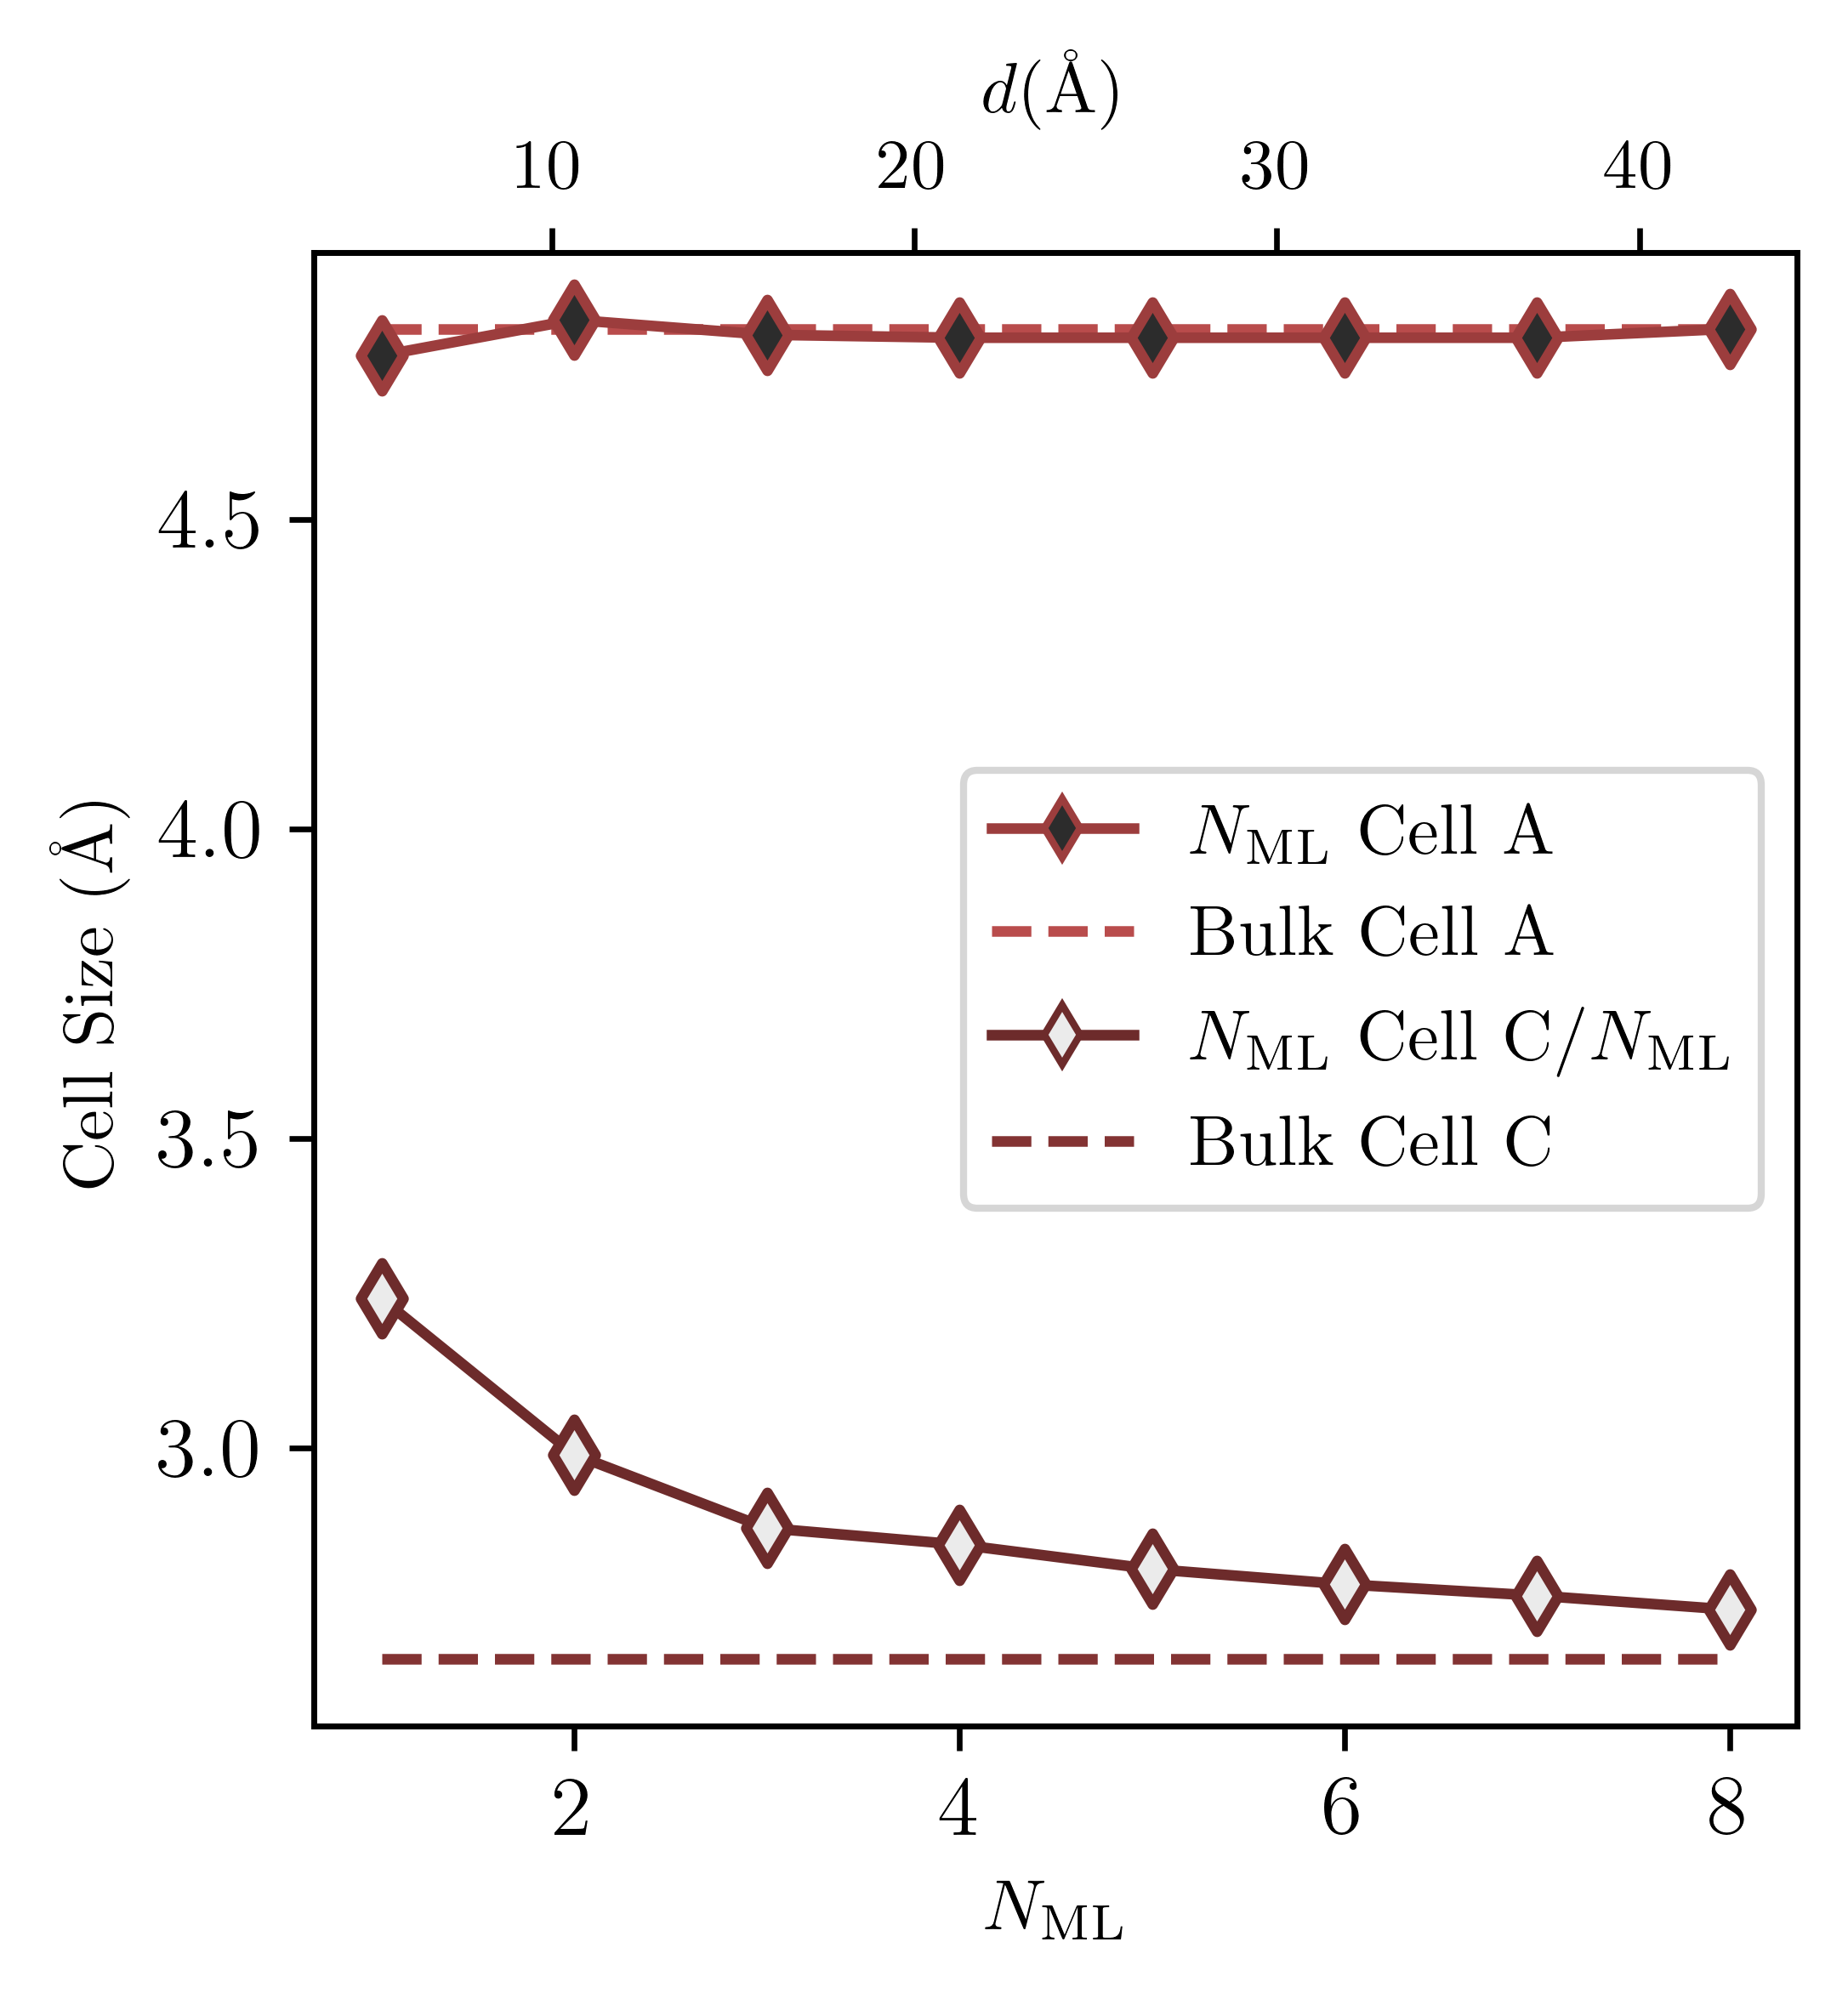 d(Å)
10 20 30 40
4.5
4.0
3.5
3.0
Cell Size (Å)
N_ML Cell A
Bulk Cell A
N_ML Cell C/N_ML
Bulk Cell C
2 4 6 8
N_ML